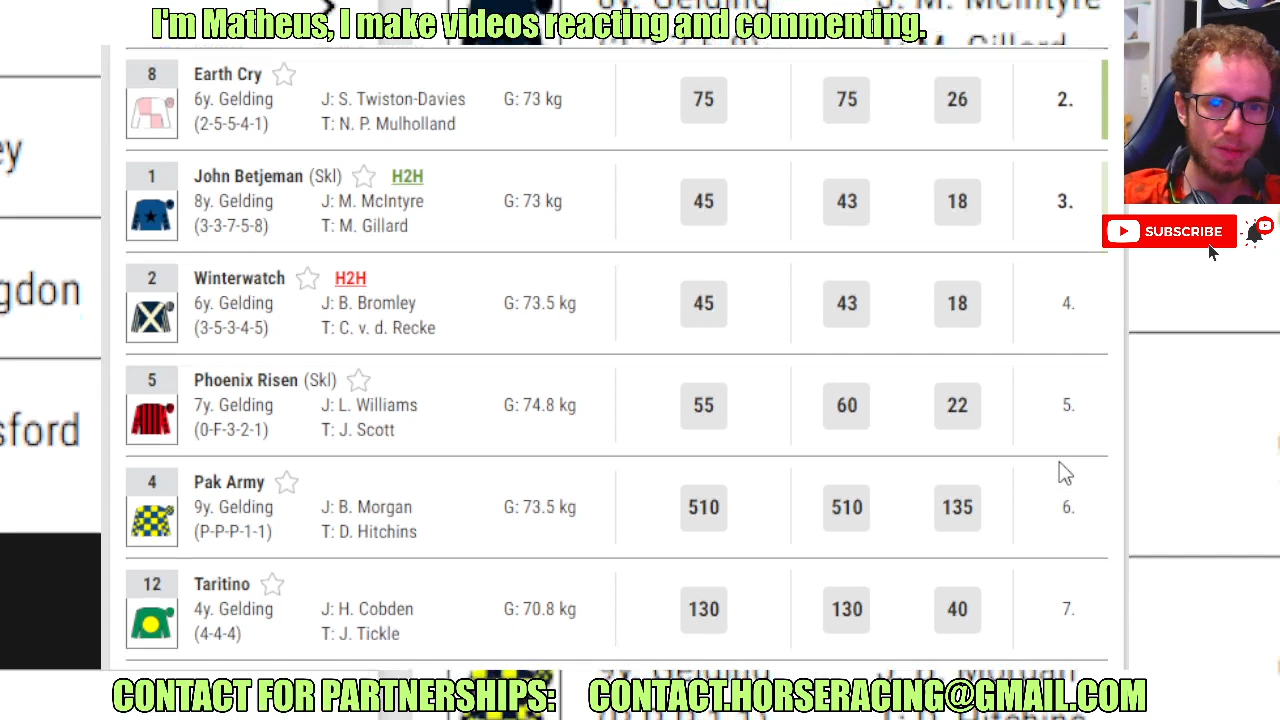 I'm Matheus, I make videos reacting and commenting.
8 Earth Cry
6y. Gelding J: S. Twiston-Davies G: 73 kg 75 75 26 2.
(2-5-5-4-1) T: N. P. Mulholland
1 John Betjeman (Skl) H2H
8y. Gelding J: M. McIntyre G: 73 kg 45 43 18 3.
(3-3-7-5-8) T: M. Gillard
2 Winterwatch H2H
6y. Gelding J: B. Bromley G: 73.5 kg 45 43 18 4.
(3-5-3-4-5) T: C. v. d. Recke
5 Phoenix Risen (Skl)
7y. Gelding J: L. Williams G: 74.8 kg 55 60 22 5.
(0-F-3-2-1) T: J. Scott
4 Pak Army
9y. Gelding J: B. Morgan G: 73.5 kg 510 510 135 6.
(P-P-P-1-1) T: D. Hitchins
12 Taritino
4y. Gelding J: H. Cobden G: 70.8 kg 130 130 40 7.
(4-4-4) T: J. Tickle
SUBSCRIBE
ey
gdon
sford
CONTACT FOR PARTNERSHIPS: CONTACT.HORSERACING@GMAIL.COM